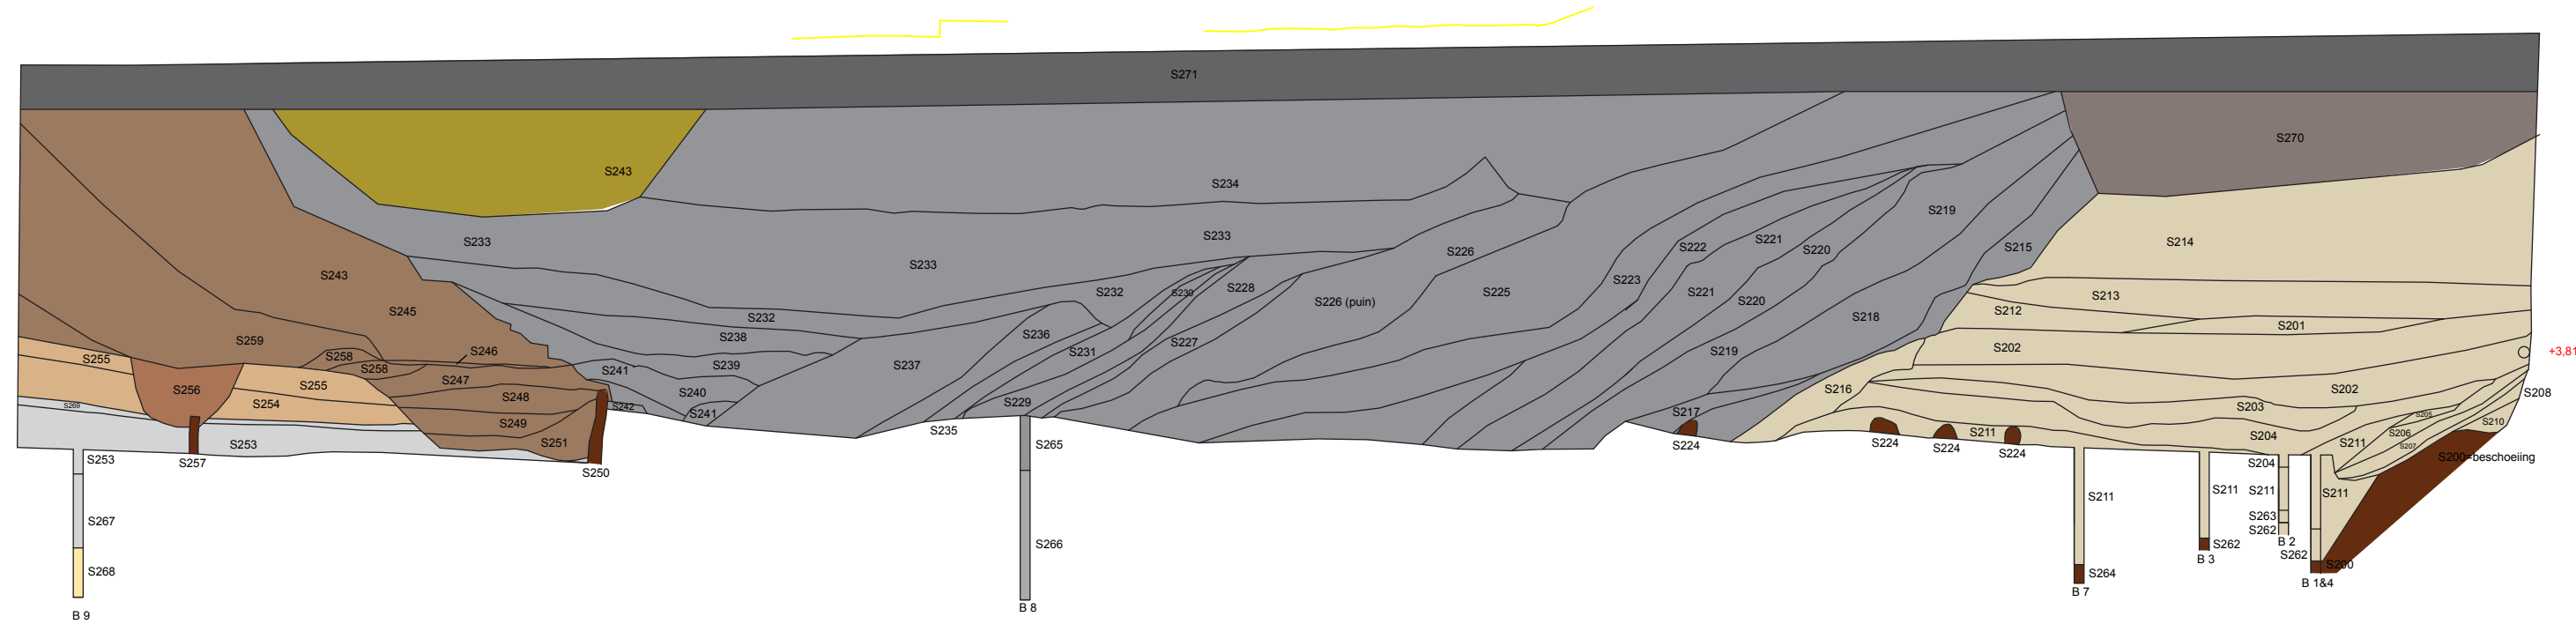 S271
S270
S243
S234
S219
S233
S233
S233
S226
S222
S221
S220
S215
S214
S243
S245
S232
S230
S228
S226 (puin)
S225
S223
S221
S220
S218
S213
S212
S201
S232
S238
S236
S231
S227
S219
S202
+3,81
S259
S258
S246
S255
S258
S247
S241
S239
S237
S256
S255
S248
S240
S229
S216
S202
S208
S269
S254
S249
S242
S241
S217
S203
S205
S210
S253
S251
S235
S265
S224
S224
S224
S224
S211
S204
S211
S206
S207
S200=beschoeiing
S253
S257
S250
S204
S211
S211
S211
S211
S267
S263
S262
S266
S262
B 2
S262
S268
S264
B 3
S200
B 1&4
B 9
B 8
B 7